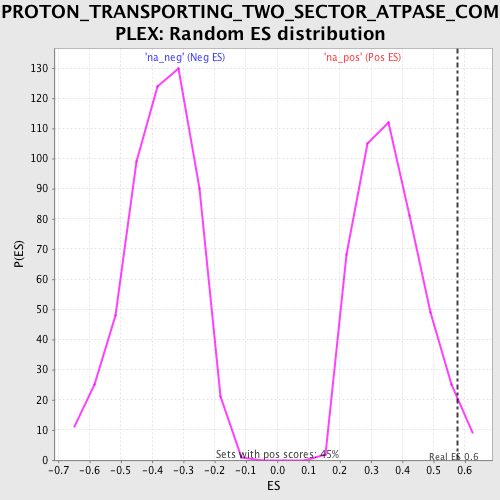 PROTON_TRANSPORTING_TWO_SECTOR_ATPASE_COM
PLEX: Random ES distribution
'na_neg' (Neg ES)
'na_pos' (Pos ES)
130
120
110
100
90
80
70
60
50
40
30
20
10
0
P(ES)
Sets with pos scores: 45%
Real ES 0.6
-0.7 -0.6 -0.5 -0.4 -0.3 -0.2 -0.1 0.0 0.1 0.2 0.3 0.4 0.5 0.6
ES